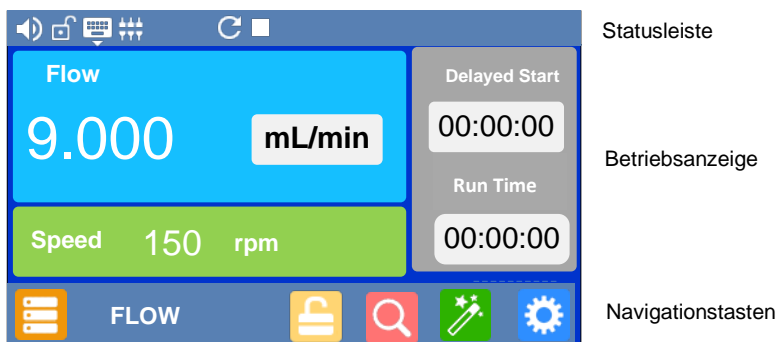 Statusleiste
Flow
Delayed Start
9.000 mL/min
00:00:00
Betriebsanzeige
Run Time
Speed 150 rpm
00:00:00
FLOW
Navigationstasten